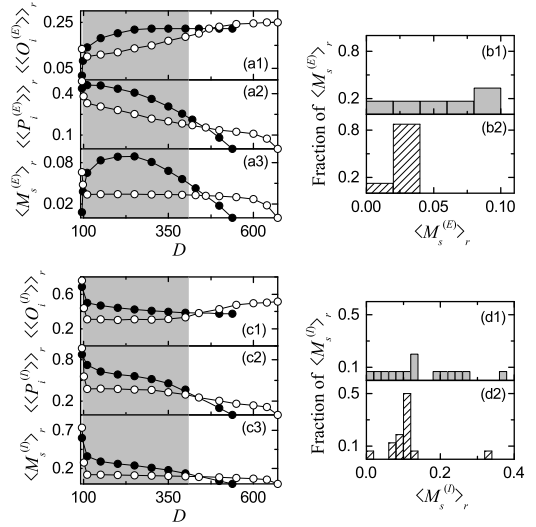 0.25
0.05
⟨⟨O_i^(E)⟩⟩_r
(a1)
0.4
0.1
⟨⟨P_i^(E)⟩⟩_r
(a2)
0.08
0.02
⟨M_s^(E)⟩_r
(a3)
100 350 600
D
Fraction of ⟨M_s^(E)⟩_r
0.8
0.2
(b1)
0.8
0.2
(b2)
0.00 0.05 0.10
⟨M_s^(E)⟩_r
0.6
0.2
⟨⟨O_i^(I)⟩⟩_r
(c1)
0.8
0.2
⟨⟨P_i^(I)⟩⟩_r
(c2)
0.7
0.2
⟨M_s^(I)⟩_r
(c3)
100 350 600
D
Fraction of ⟨M_s^(I)⟩_r
0.5
0.1
(d1)
0.5
0.1
(d2)
0.0 0.2 0.4
⟨M_s^(I)⟩_r